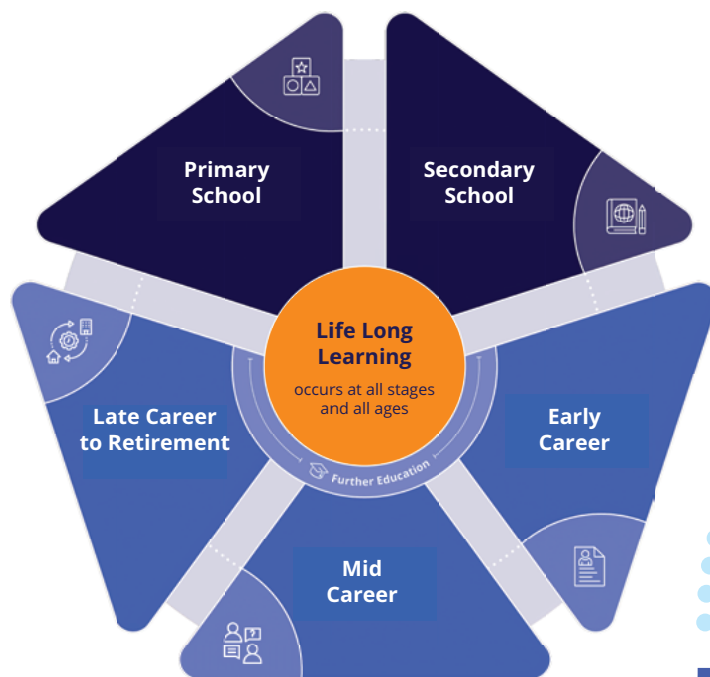 Primary
School
Secondary
School
Life Long
Learning
occurs at all stages
and all ages
Late Career
to Retirement
Early
Career
Further Education
Mid
Career
?